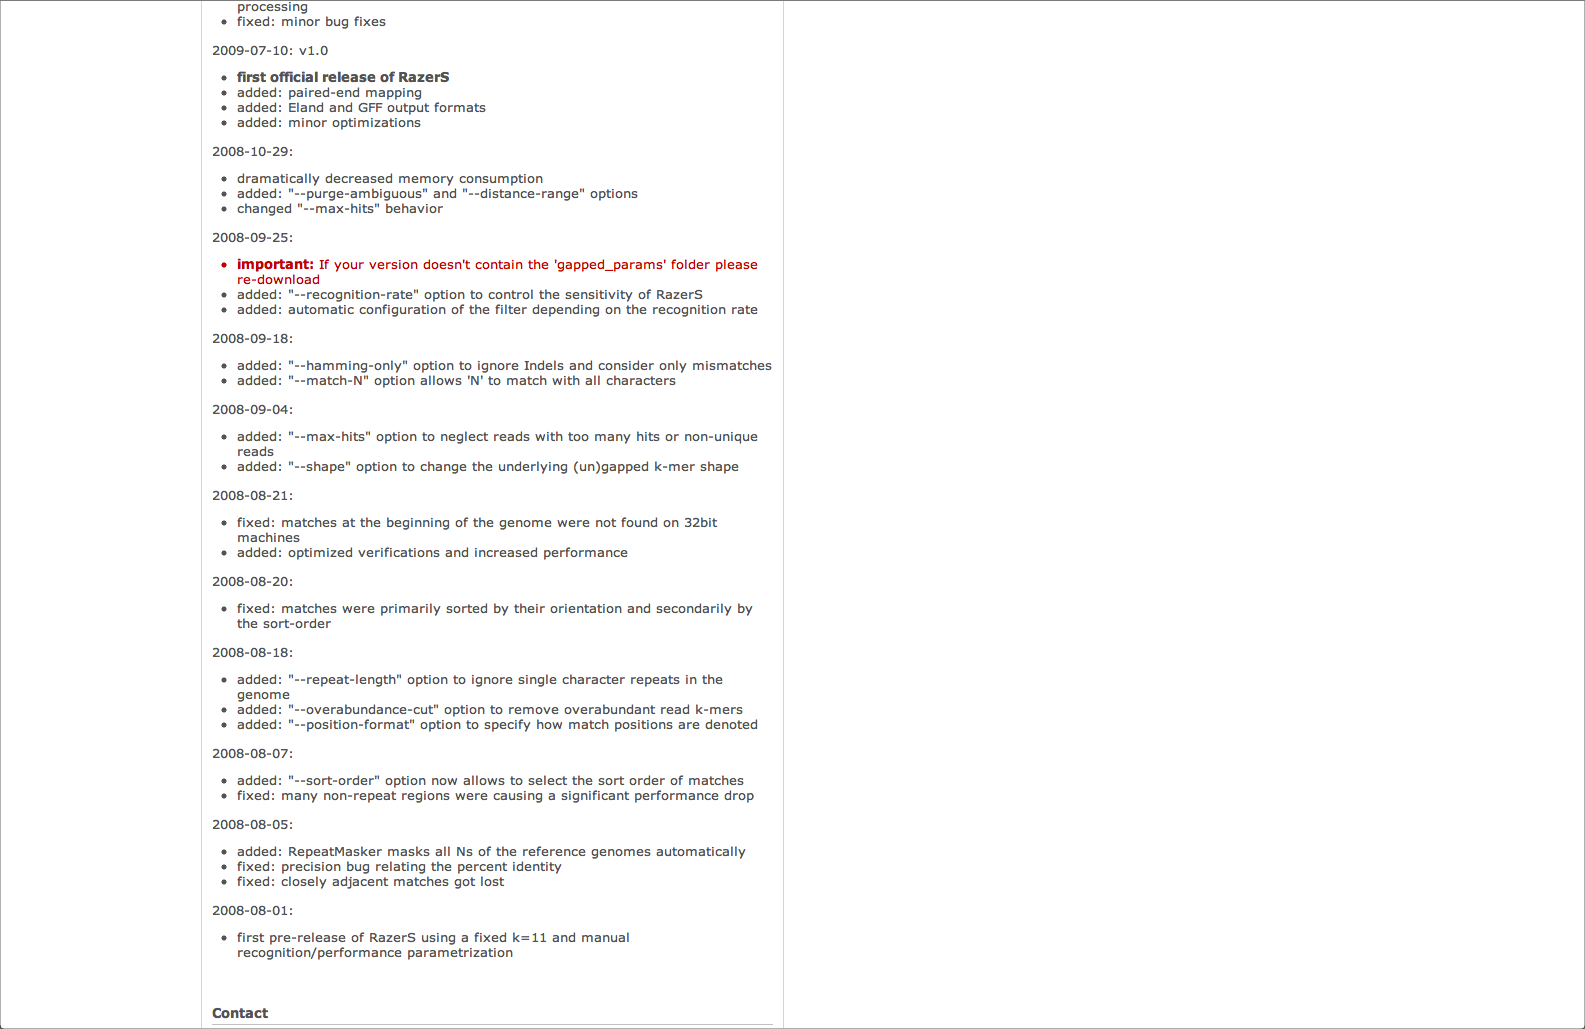 processing
• fixed: minor bug fixes
2009-07-10: v1.0
• first official release of RazerS
• added: paired-end mapping
• added: Eland and GFF output formats
• added: minor optimizations
2008-10-29:
• dramatically decreased memory consumption
• added: "--purge-ambiguous" and "--distance-range" options
• changed "--max-hits" behavior
2008-09-25:
• important: If your version doesn't contain the 'gapped_params' folder please
re-download
• added: "--recognition-rate" option to control the sensitivity of RazerS
• added: automatic configuration of the filter depending on the recognition rate
2008-09-18:
• added: "--hamming-only" option to ignore Indels and consider only mismatches
• added: "--match-N" option allows 'N' to match with all characters
2008-09-04:
• added: "--max-hits" option to neglect reads with too many hits or non-unique
reads
• added: "--shape" option to change the underlying (un)gapped k-mer shape
2008-08-21:
• fixed: matches at the beginning of the genome were not found on 32bit
machines
• added: optimized verifications and increased performance
2008-08-20:
• fixed: matches were primarily sorted by their orientation and secondarily by
the sort-order
2008-08-18:
• added: "--repeat-length" option to ignore single character repeats in the
genome
• added: "--overabundance-cut" option to remove overabundant read k-mers
• added: "--position-format" option to specify how match positions are denoted
2008-08-07:
• added: "--sort-order" option now allows to select the sort order of matches
• fixed: many non-repeat regions were causing a significant performance drop
2008-08-05:
• added: RepeatMasker masks all Ns of the reference genomes automatically
• fixed: precision bug relating the percent identity
• fixed: closely adjacent matches got lost
2008-08-01:
• first pre-release of RazerS using a fixed k=11 and manual
recognition/performance parametrization
Contact